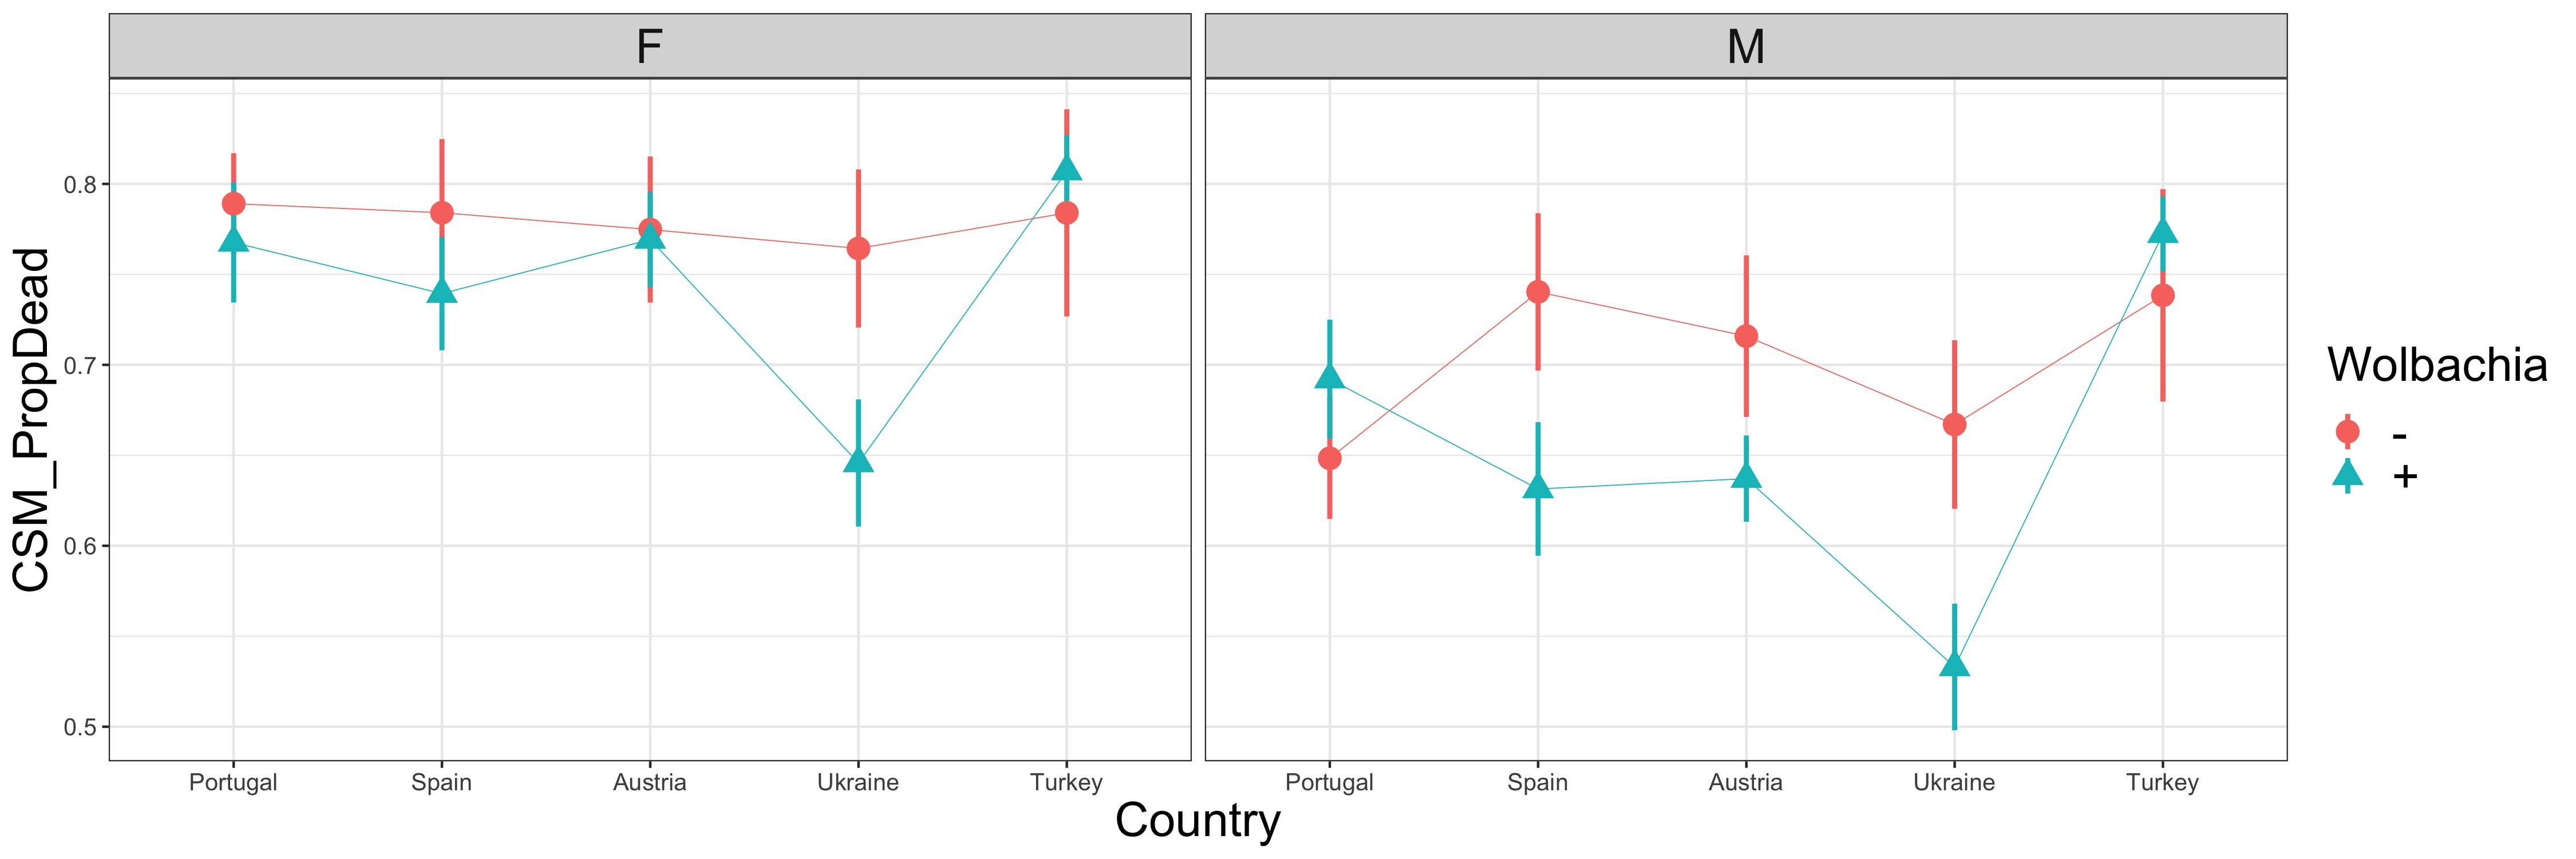 F
M
CSM_PropDead
0.8
0.7
0.6
0.5
Portugal Spain Austria Ukraine Turkey
Portugal Spain Austria Ukraine Turkey
Country
Wolbachia
-
+